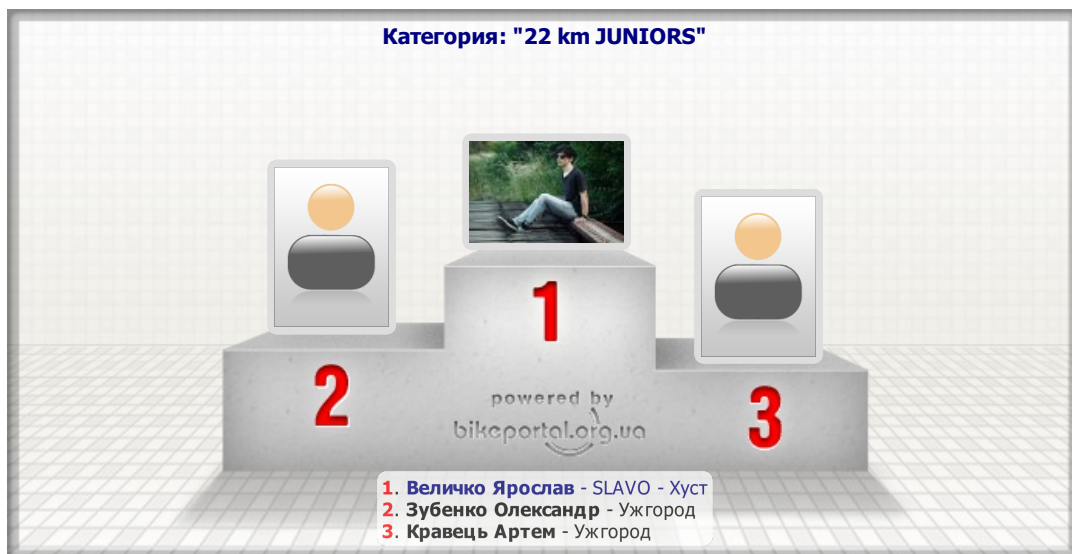 Категория: "22 km JUNIORS"
1
2
3
powered by
bikeportal.org.ua
1. Величко Ярослав - SLAVO - Хуст
2. Зубенко Олександр - Ужгород
3. Кравець Артем - Ужгород